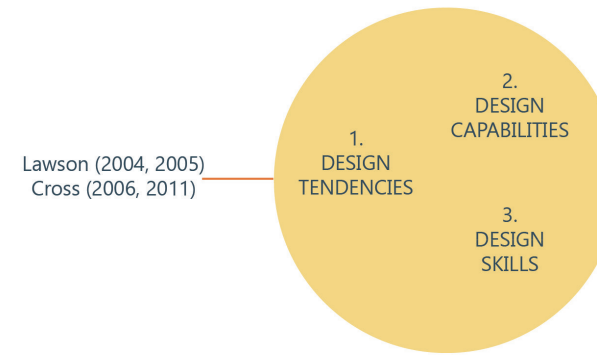 Lawson (2004, 2005)
Cross (2006, 2011)
1.
DESIGN
TENDENCIES
2.
DESIGN
CAPABILITIES
3.
DESIGN
SKILLS